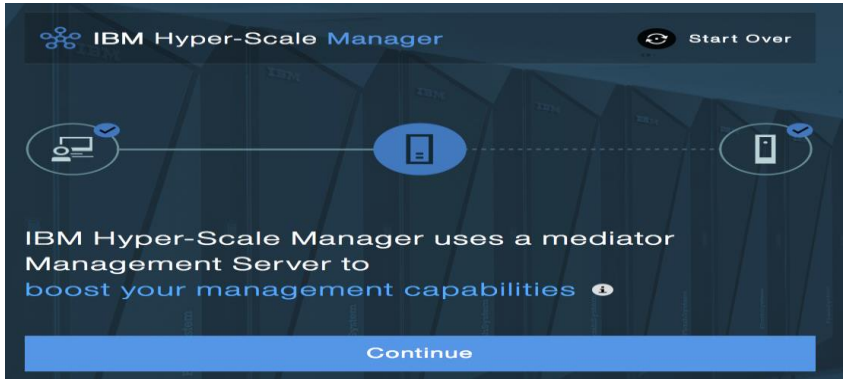 IBM Hyper-Scale Manager
Start Over
IBM Hyper-Scale Manager uses a mediator
Management Server to
boost your management capabilities
Continue